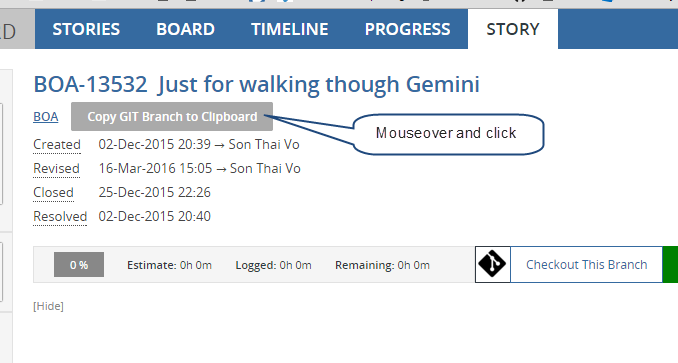 D STORIES BOARD TIMELINE PROGRESS STORY
BOA-13532 Just for walking though Gemini
BOA Copy GIT Branch to Clipboard
Mouseover and click
Created 02-Dec-2015 20:39 → Son Thai Vo
Revised 16-Mar-2016 15:05 → Son Thai Vo
Closed 25-Dec-2015 22:26
Resolved 02-Dec-2015 20:40
0 % Estimate: 0h 0m Logged: 0h 0m Remaining: 0h 0m Checkout This Branch
[Hide]